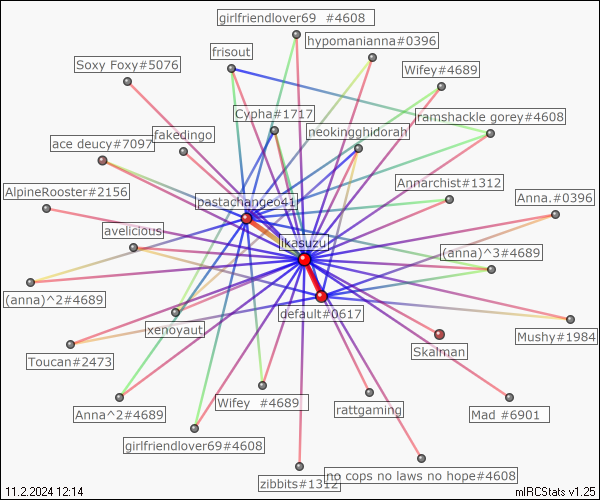 girlfriendlover69  #4608
hypomanianna#0396
frisout
Soxy Foxy#5076
Wifey#4689
Cypha#1717
ramshackle gorey#4608
fakedingo
neokingghidorah
ace deucy#7097
Annarchist#1312
AlpineRooster#2156
Anna.#0396
pastachangeo41
avelicious
ikasuzu
(anna)^3#4689
(anna)^2#4689
default#0617
xenoyaut
Mushy#1984
Toucan#2473
Skalman
Anna^2#4689
Wifey  #4689
rattgaming
Mad #6901
girlfriendlover69#4608
zibbits#1312
no cops no laws no hope#4608
11.2.2024 12:14
mIRCStats v1.25